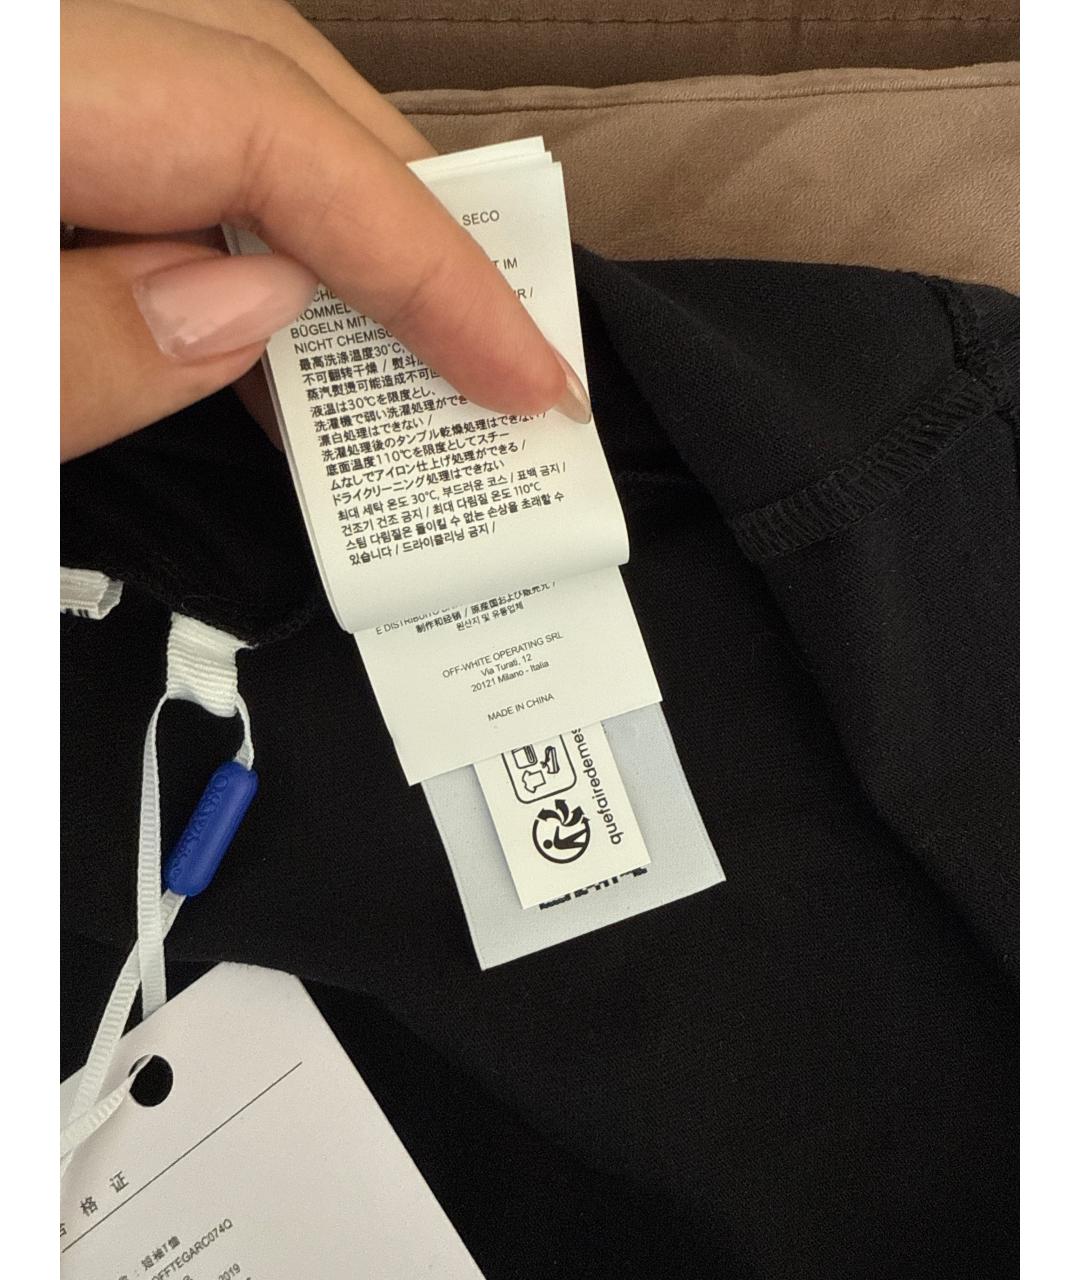 SECO
T IM
R /
KOMMEL
BÜGELN MIT
NICHT CHEMISC
最高洗涤温度30℃,
不可翻转干燥 / 熨斗
蒸汽熨烫可能造成不可
液温は30℃を限度とし、
洗濯機で弱い洗濯処理ができ
漂白処理はできない /
洗濯処理後のタンブル乾燥処理はできない /
底面温度110℃を限度としてスチー
ムなしでアイロン仕上げ処理ができる /
ドライクリーニング処理はできない
최대 세탁 온도 30°C, 부드러운 코스 / 표백 금지 /
건조기 건조 금지 / 최대 다림질 온도 110°C
스팀 다림질은 돌이킬 수 없는 손상을 초래할 수
있습니다 / 드라이클리닝 금지 /
E DISTRIBUITO
制作和经销 / 原産国および販売元 /
원산지 및 유통업체
OFF-WHITE OPERATING SRL
Via Turati, 12
20121 Milano - Italia
MADE IN CHINA
quefairedemes
格 证
: 短袖T恤
OFFTEGARC074Q
2019